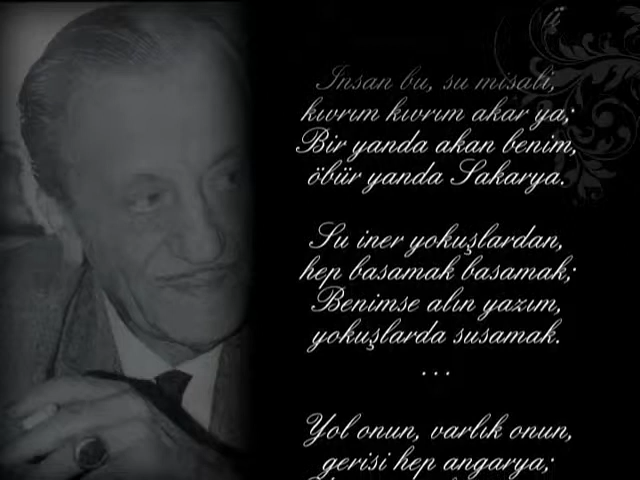 ü
İnsan bu, su misali,
kıvrım kıvrım akar ya;
Bir yanda akan benim,
öbür yanda Sakarya.
Su iner yokuşlardan,
hep basamak basamak;
Benimse alın yazım,
yokuşlarda susamak.
...
Yol onun, varlık onun,
gerisi hep angarya;